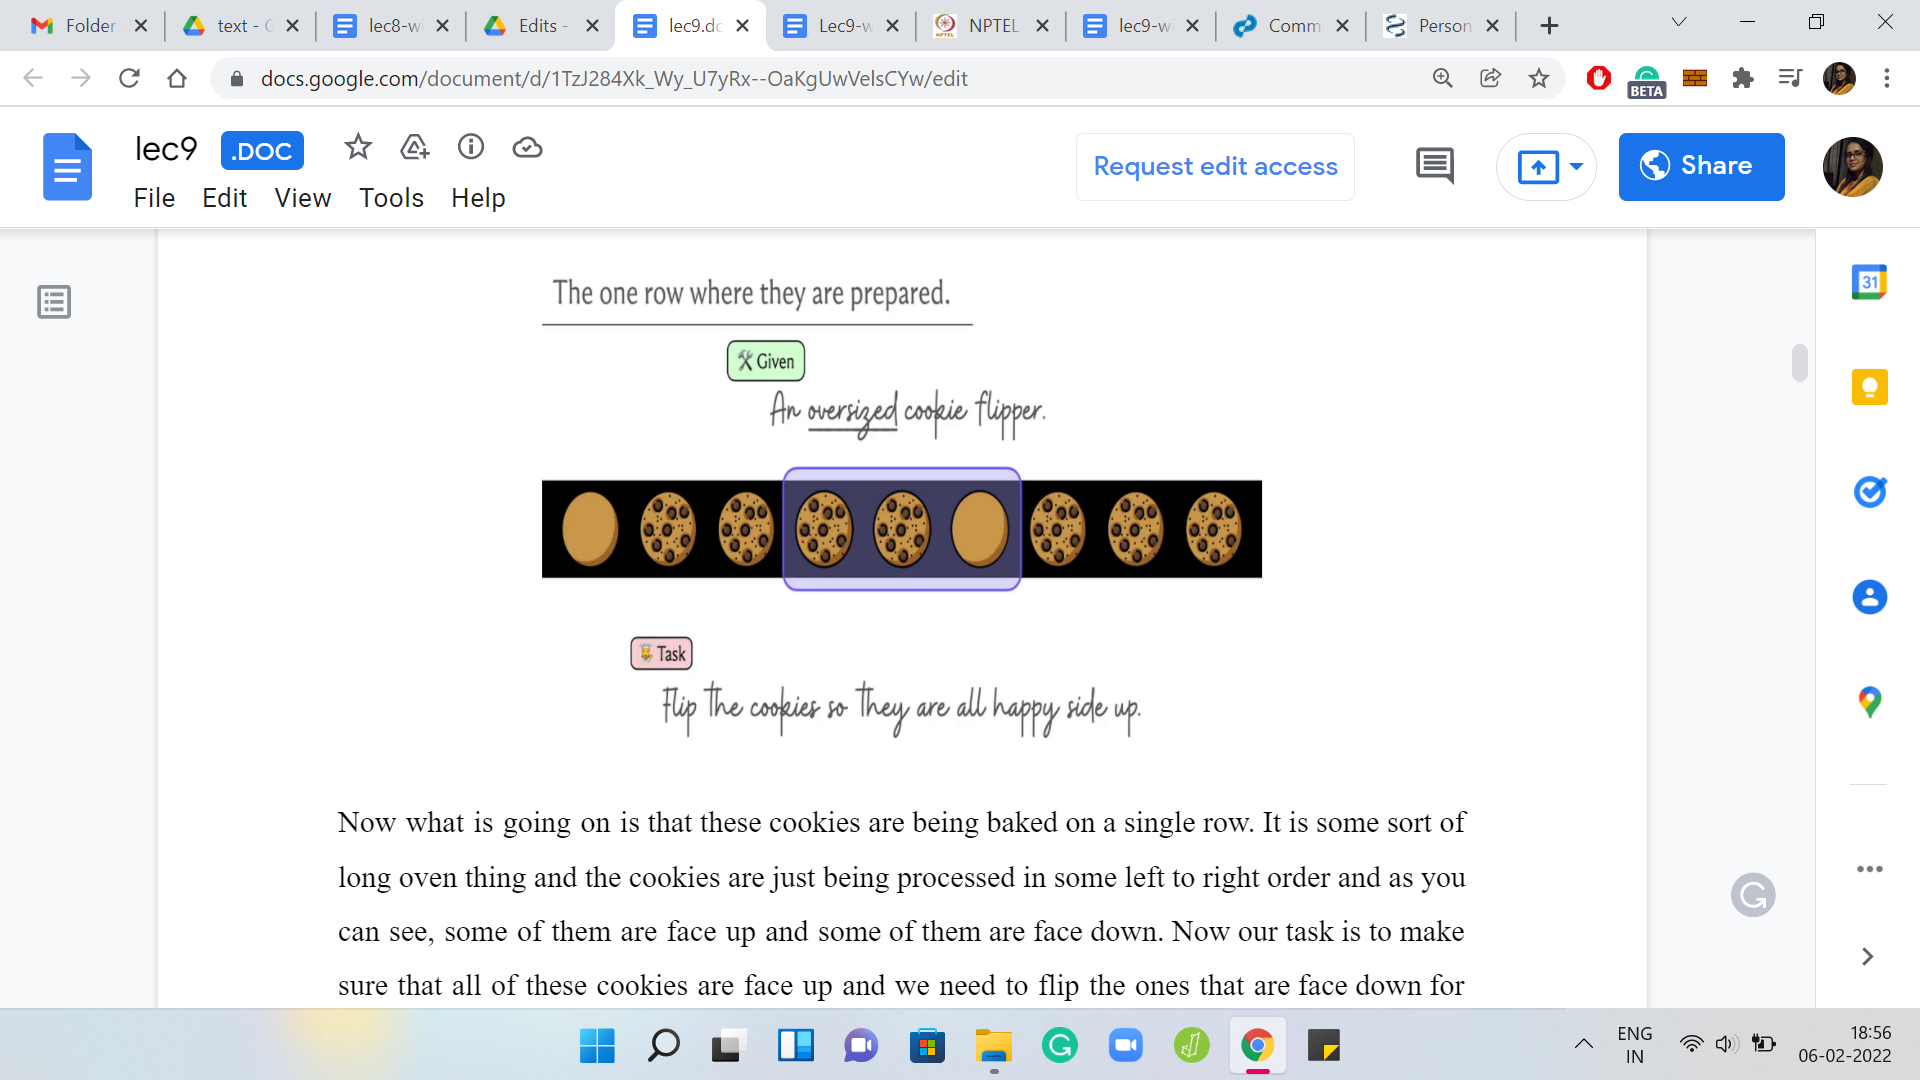 Folder
text - G
lec8-w
Edits -
lec9.dc
Lec9-w
NPTEL
lec9-w
Comm
Person
docs.google.com/document/d/1TzJ284Xk_Wy_U7yRx--OaKgUwVelsCYw/edit
BETA
lec9 .DOC
Request edit access
Share
File Edit View Tools Help
31
The one row where they are prepared.
Given
An oversized cookie flipper.
Task
Flip the cookies so they are all happy side up.
Now what is going on is that these cookies are being baked on a single row. It is some sort of
long oven thing and the cookies are just being processed in some left to right order and as you
can see, some of them are face up and some of them are face down. Now our task is to make
sure that all of these cookies are face up and we need to flip the ones that are face down for
ENG
IN
18:56
06-02-2022